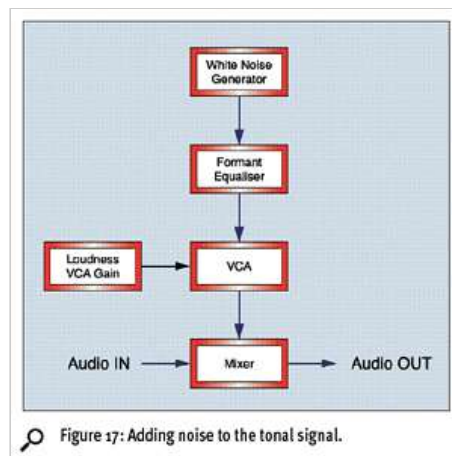 White Noise
Generator
Formant
Equaliser
Loudness
VCA Gain
VCA
Audio IN
Mixer
Audio OUT
Figure 17: Adding noise to the tonal signal.